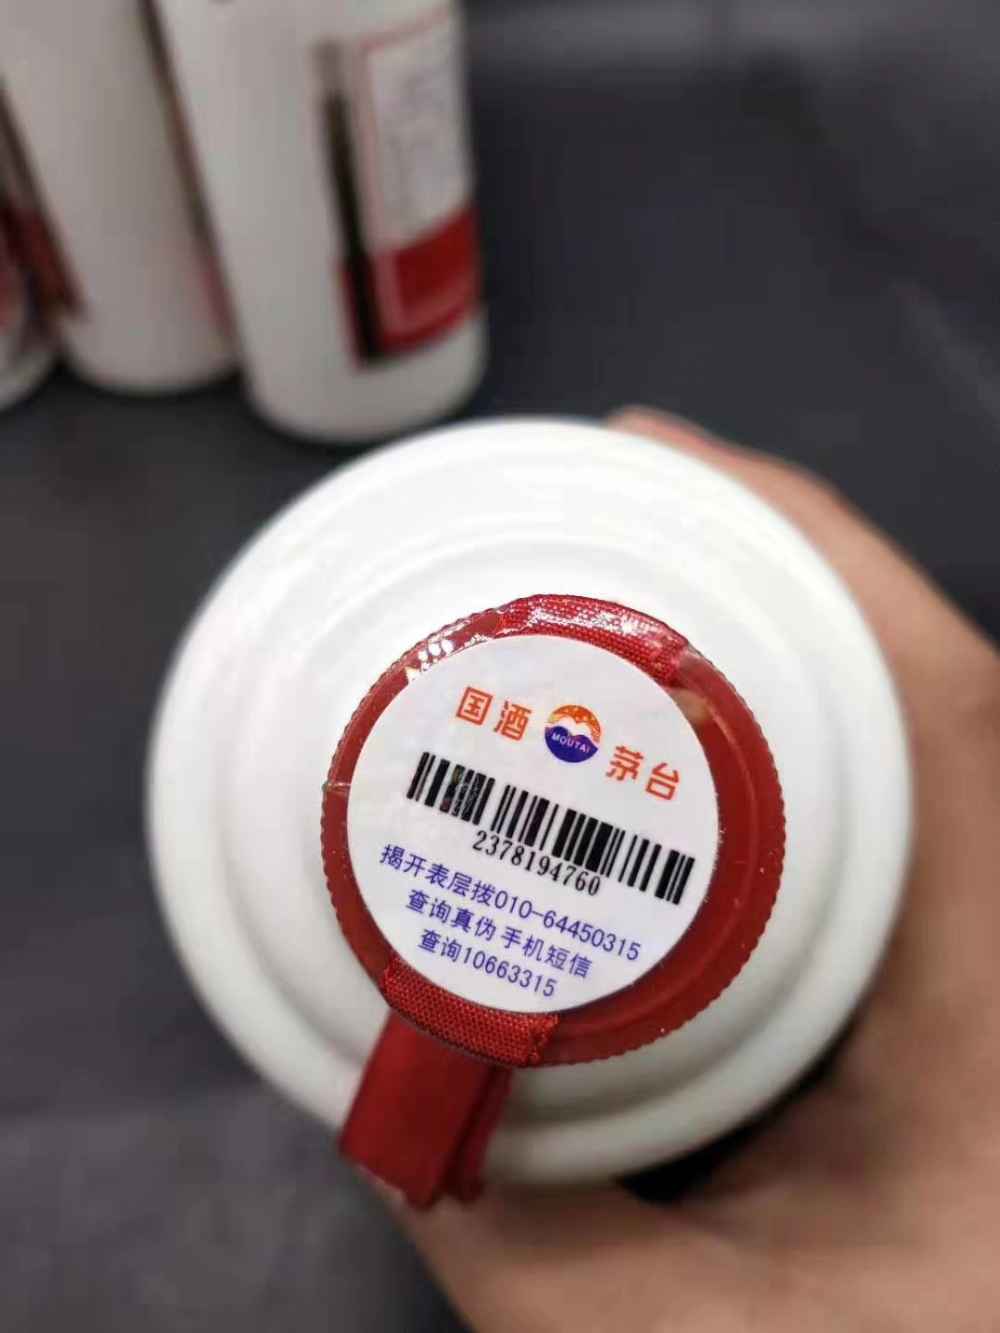 国酒 MOUTAI 茅台
2378194760
揭开表层拨010-64450315
查询真伪 手机短信
查询10663315